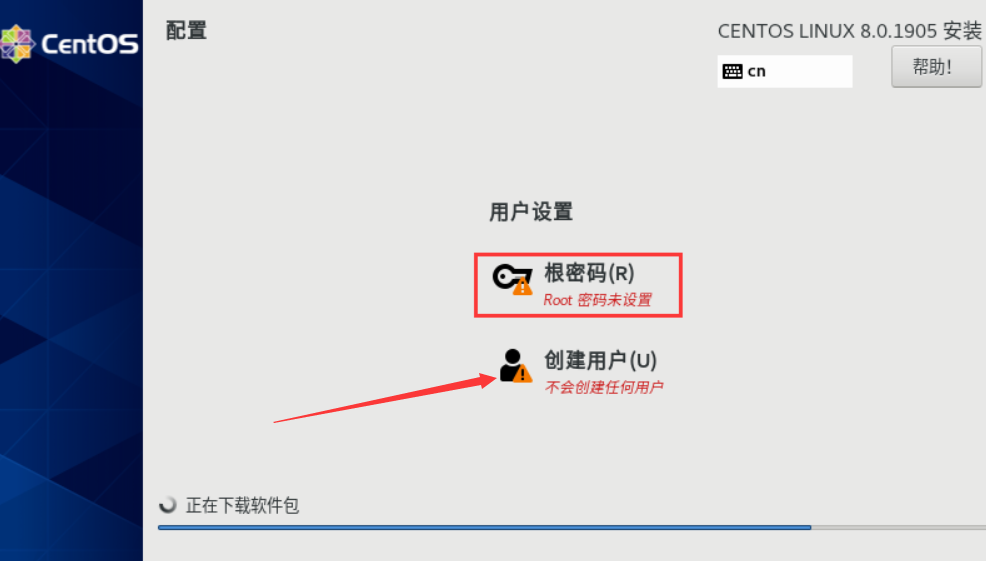 CentOS
配置
CENTOS LINUX 8.0.1905 安装
cn
帮助!
用户设置
根密码(R)
Root 密码未设置
创建用户(U)
不会创建任何用户
正在下载软件包